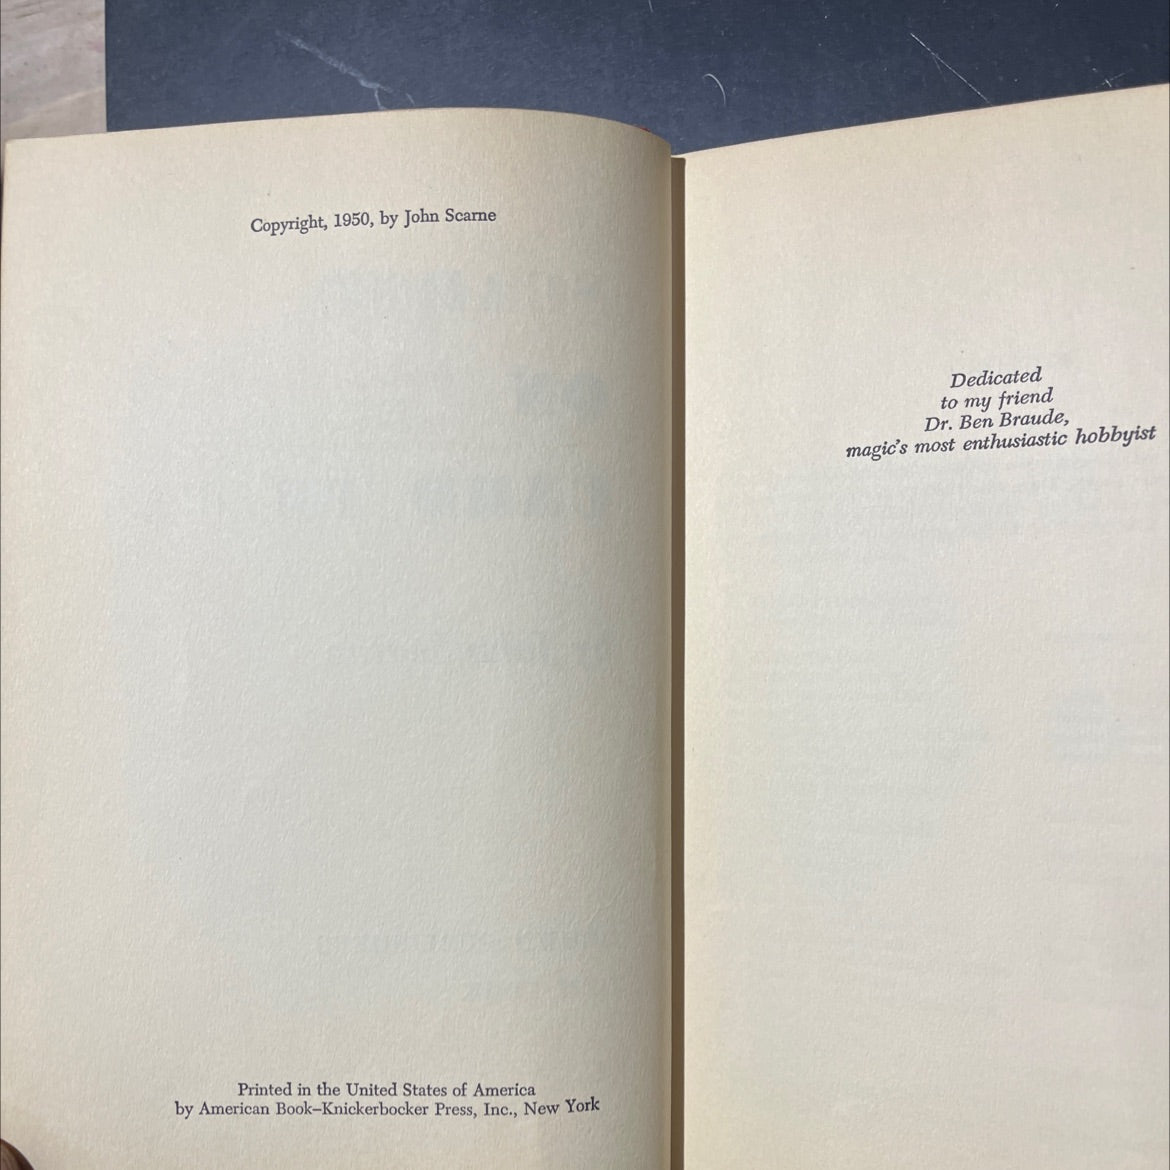 Copyright, 1950, by John Scarne
Printed in the United States of America
by American Book–Knickerbocker Press, Inc., New York
Dedicated
to my friend
Dr. Ben Braude,
magic's most enthusiastic hobbyist